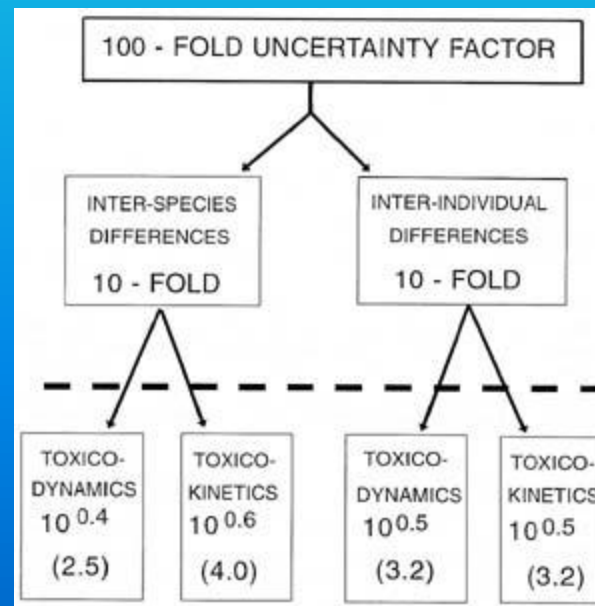 100 - FOLD UNCERTAINTY FACTOR
INTER-SPECIES
DIFFERENCES
10 - FOLD
INTER-INDIVIDUAL
DIFFERENCES
10 - FOLD
TOXICO-
DYNAMICS
10^0.4
(2.5)
TOXICO-
KINETICS
10^0.6
(4.0)
TOXICO-
DYNAMICS
10^0.5
(3.2)
TOXICO-
KINETICS
10^0.5
(3.2)